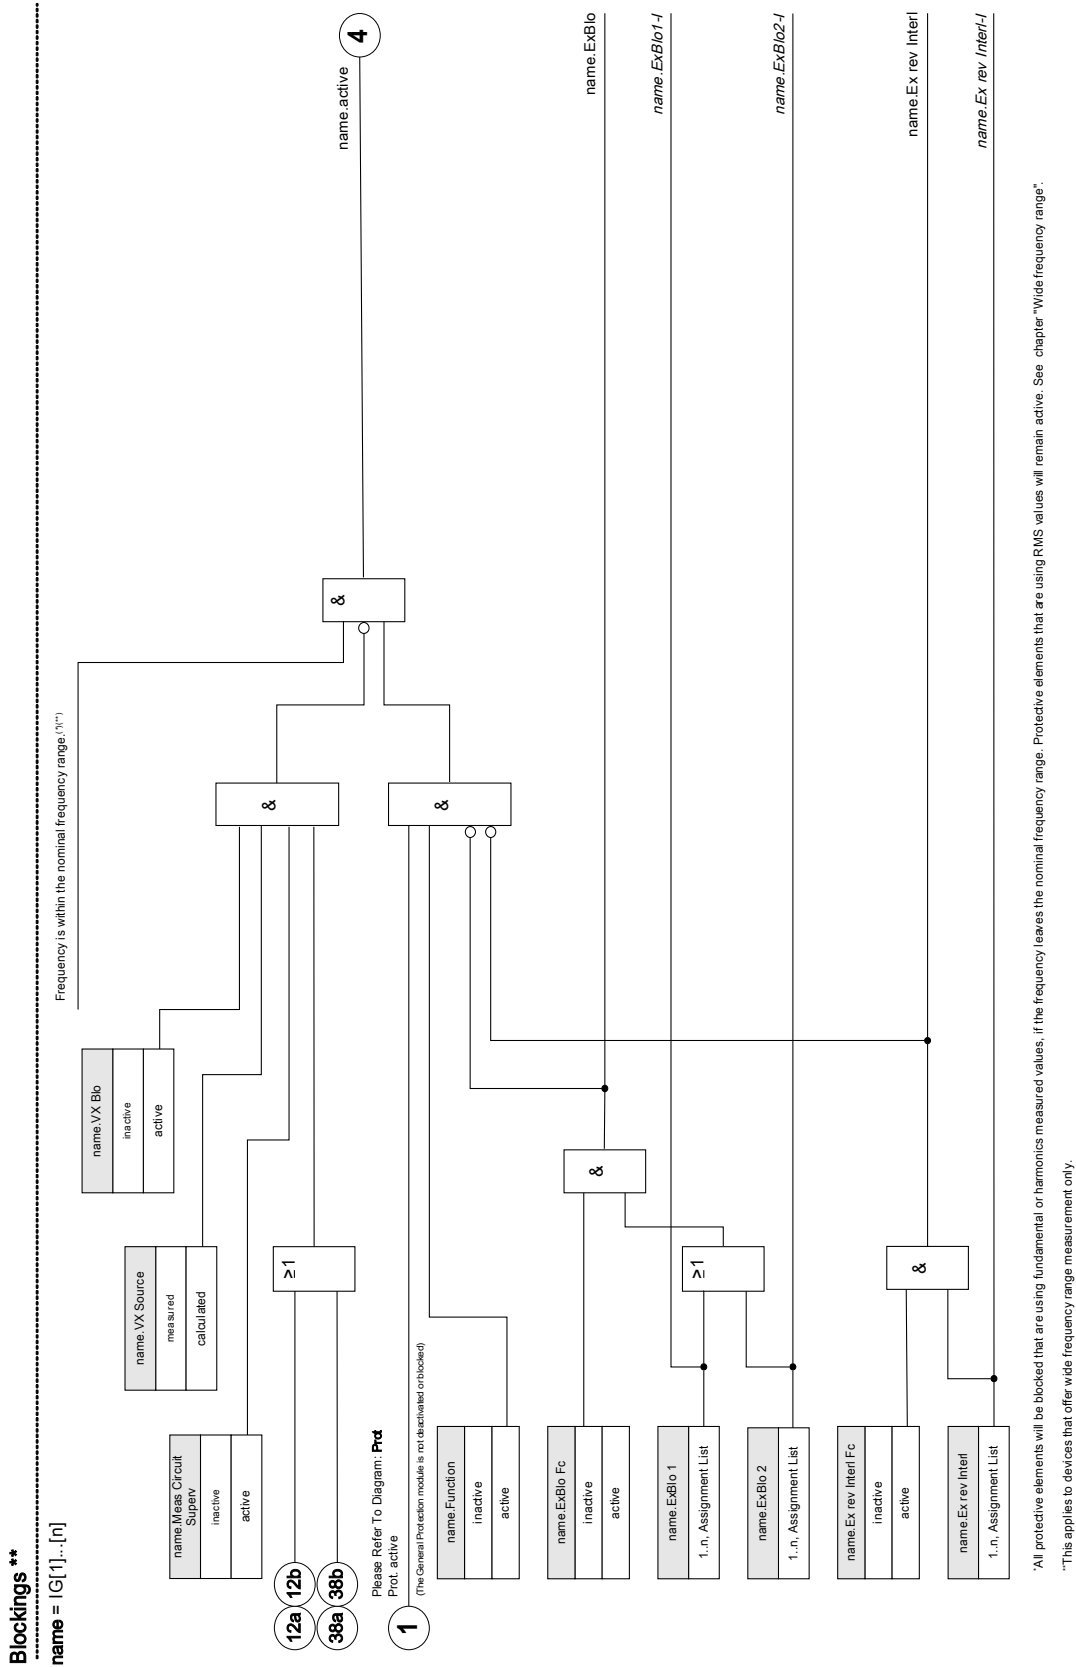 Blockings **
name = IG[1]...[n]
Frequency is within the nominal frequency range.(*)(**)
name.VX Blo
inactive
active
name.VX Source
measured
calculated
name.Meas Circuit
Superv
inactive
active
12a
12b
38a
38b
≥1
&
&
&
name.active
4
Please Refer To Diagram: Prot
Prot. active
1
(The General Protection module is not deactivated or blocked)
name.Function
inactive
active
name.ExBlo Fc
inactive
active
&
name.ExBlo
name.ExBlo 1
1..n, Assignment List
≥1
name.ExBlo1-I
name.ExBlo 2
1..n, Assignment List
name.ExBlo2-I
name.Ex rev Interl Fc
inactive
active
&
name.Ex rev Interl
name.Ex rev Interl
1..n, Assignment List
name.Ex rev Interl-I
*All protective elements will be blocked that are using fundamental or harmonics measured values, if the frequency leaves the nominal frequency range. Protective elements that are using RMS values will remain active. See chapter "Wide frequency range".
**This applies to devices that offer wide frequency range measurement only.